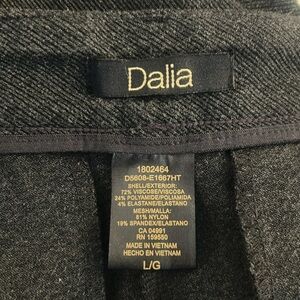 Dalia
1802464
D5608-E1667HT
SHELL/EXTERIOR:
72% VISCOSE/VISCOSA
24% POLYAMIDE/POLIAMIDA
4% ELASTANE/ELASTANO
MESH/MALLA:
81% NYLON
19% SPANDEX/ELASTANO
CA 04991
RN 159550
MADE IN VIETNAM
HECHO EN VIETNAM
L/G